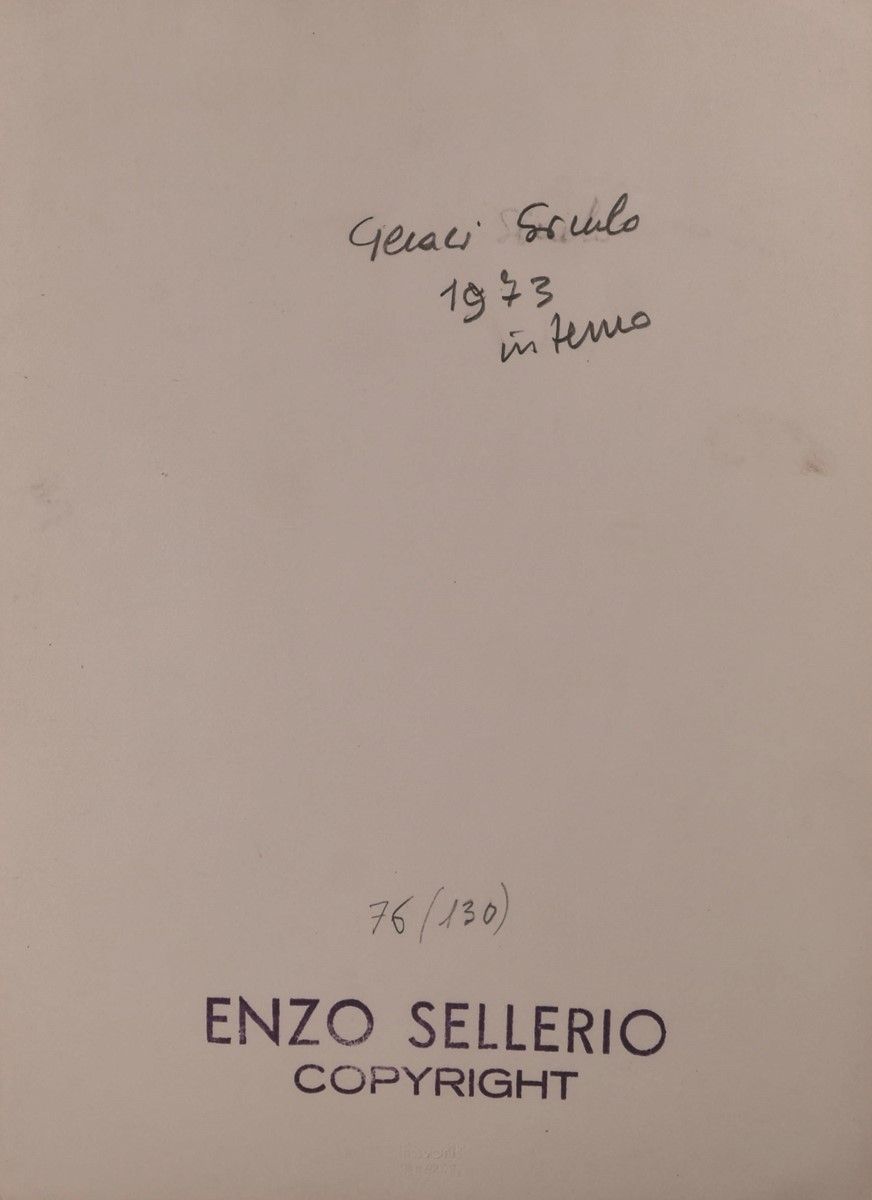 Geraci Siculo
1973
interno
76 (130)
ENZO SELLERIO
COPYRIGHT